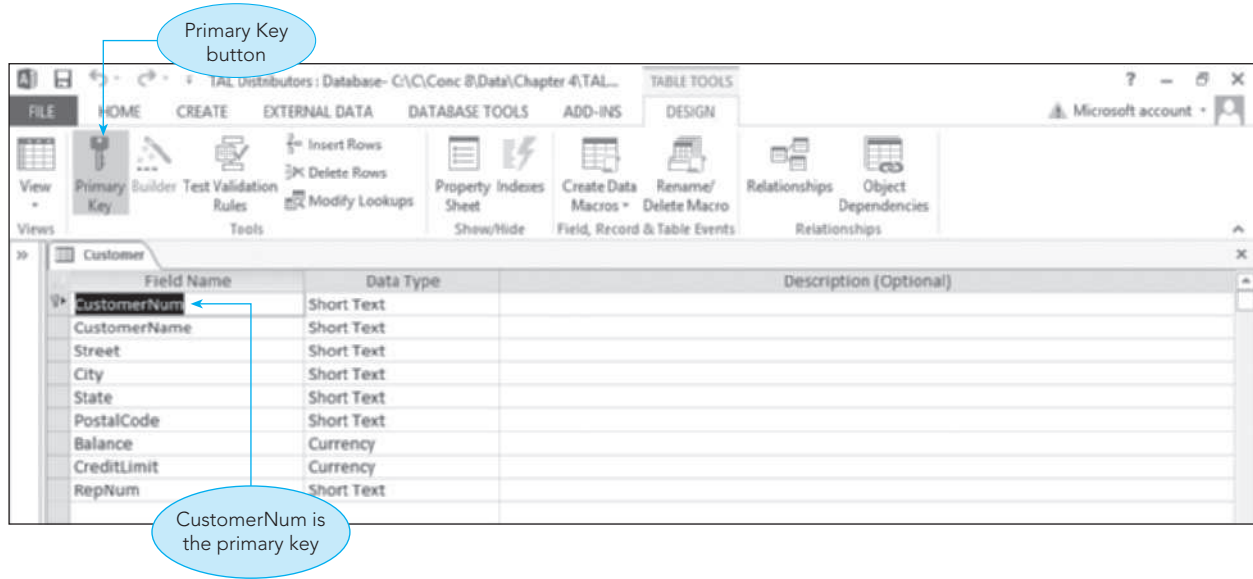 Primary Key
button
TAL Distributors : Database- C:\C\Conc 8\Data\Chapter 4\TAL... TABLE TOOLS ?
FILE HOME CREATE EXTERNAL DATA DATABASE TOOLS ADD-INS DESIGN Microsoft account
Insert Rows
Delete Rows
Modify Lookups
View Primary Key Builder Test Validation Rules Property Sheet Indexes Create Data Macros Rename/ Delete Macro Relationships Object Dependencies
Views Tools Show/Hide Field, Record & Table Events Relationships
Customer
Field Name Data Type Description (Optional)
CustomerNum Short Text
CustomerName Short Text
Street Short Text
City Short Text
State Short Text
PostalCode Short Text
Balance Currency
CreditLimit Currency
RepNum Short Text
CustomerNum is
the primary key